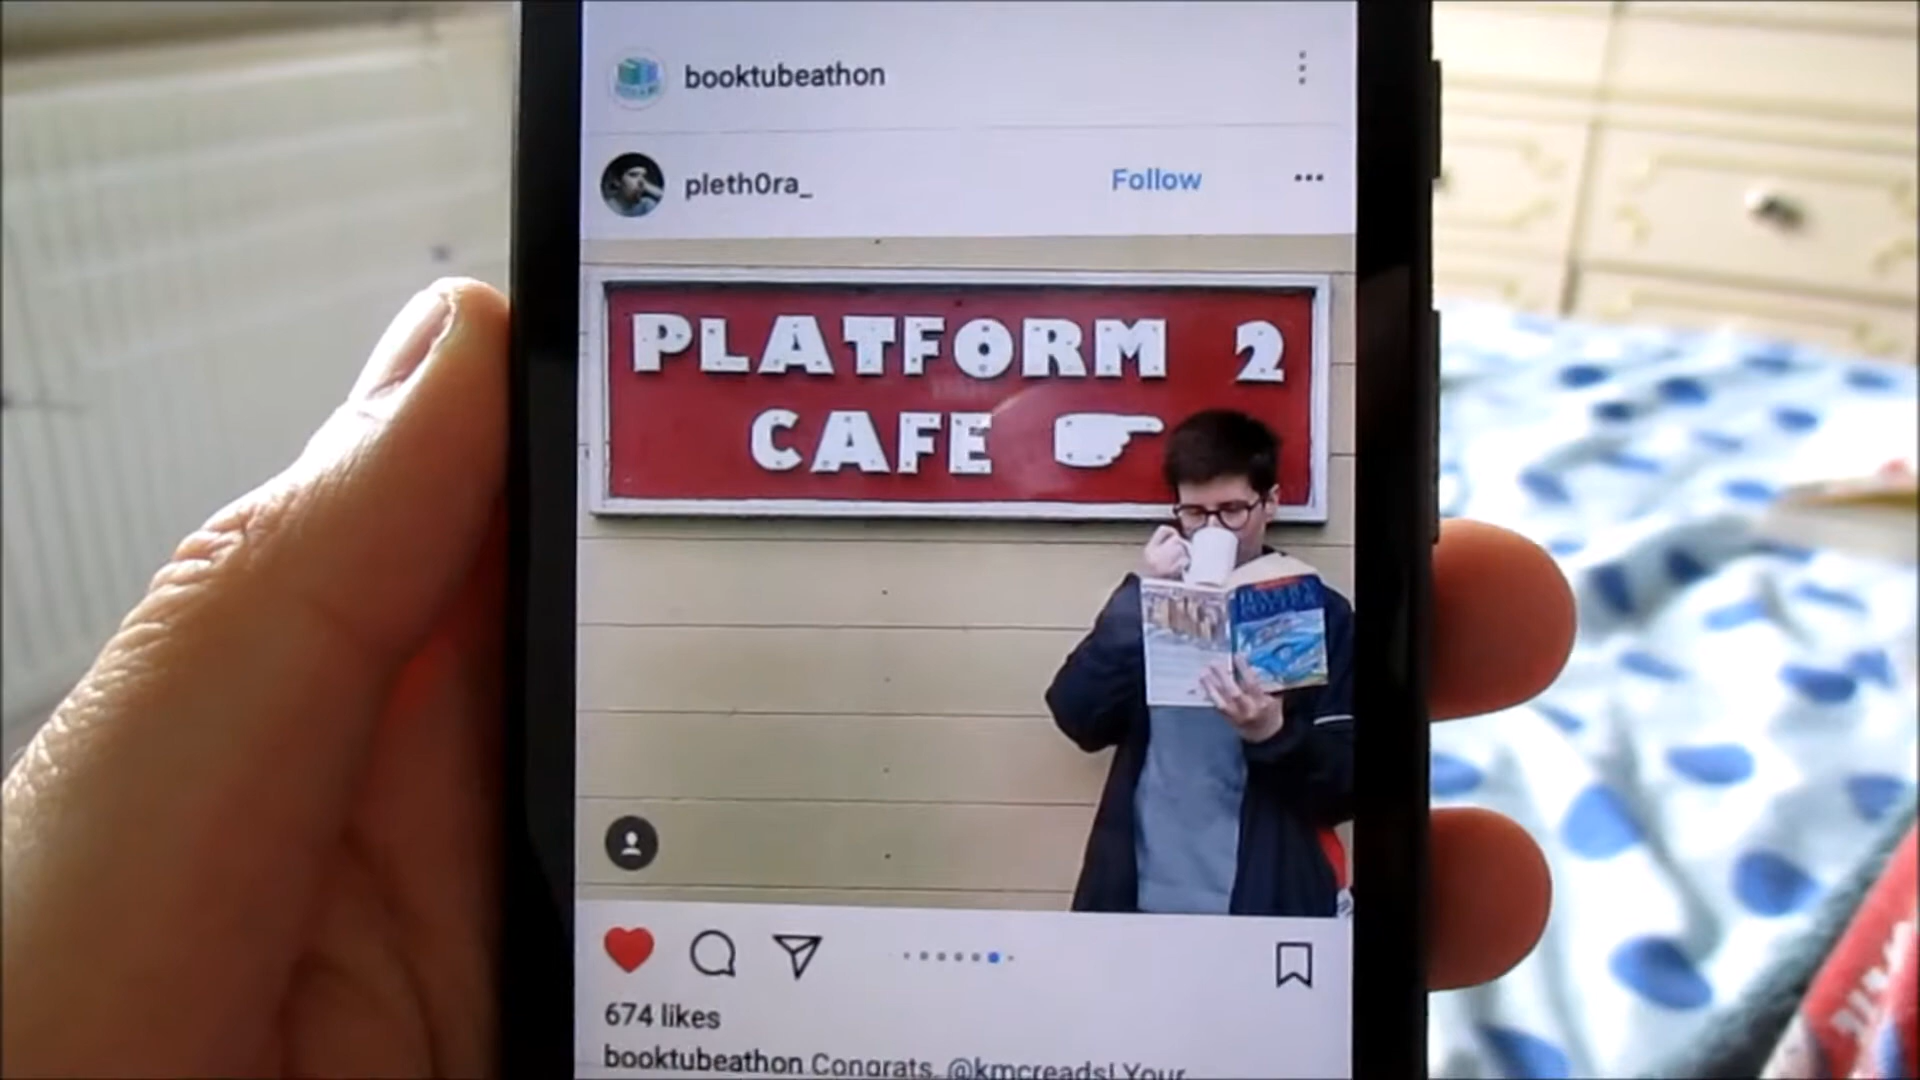 booktubeathon
pleth0ra_
Follow
PLATFORM 2
CAFE
HARRY
POTTER
674 likes
booktubeathon Congrats, @kmcreads! Your